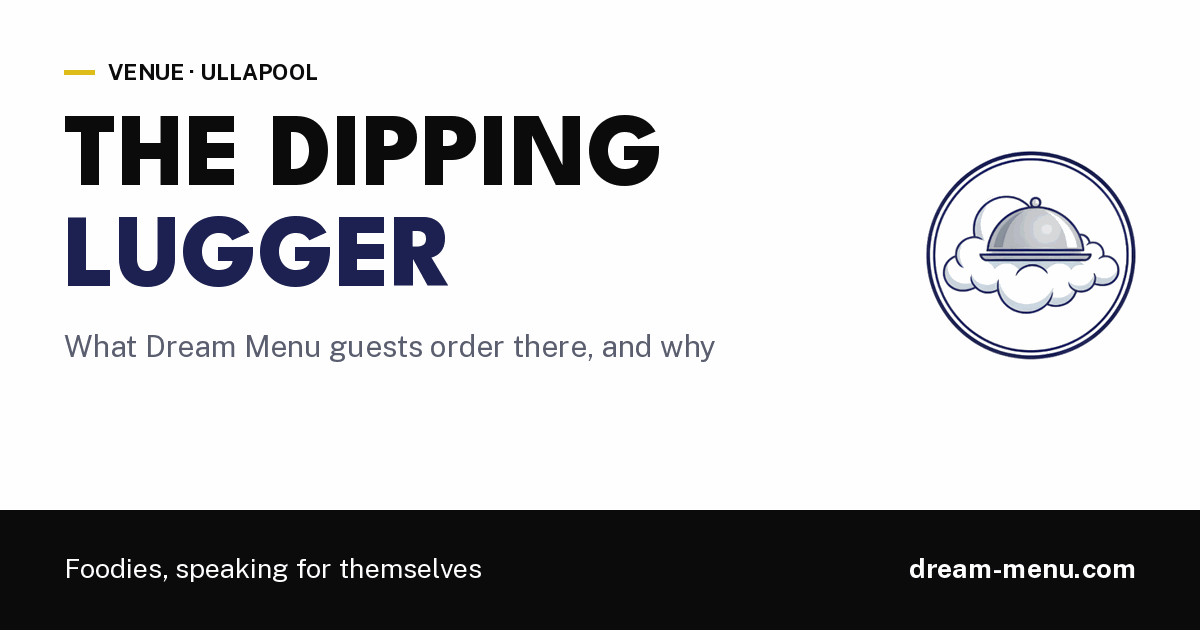 VENUE · ULLAPOOL
THE DIPPING
LUGGER
What Dream Menu guests order there, and why
Foodies, speaking for themselves
dream-menu.com